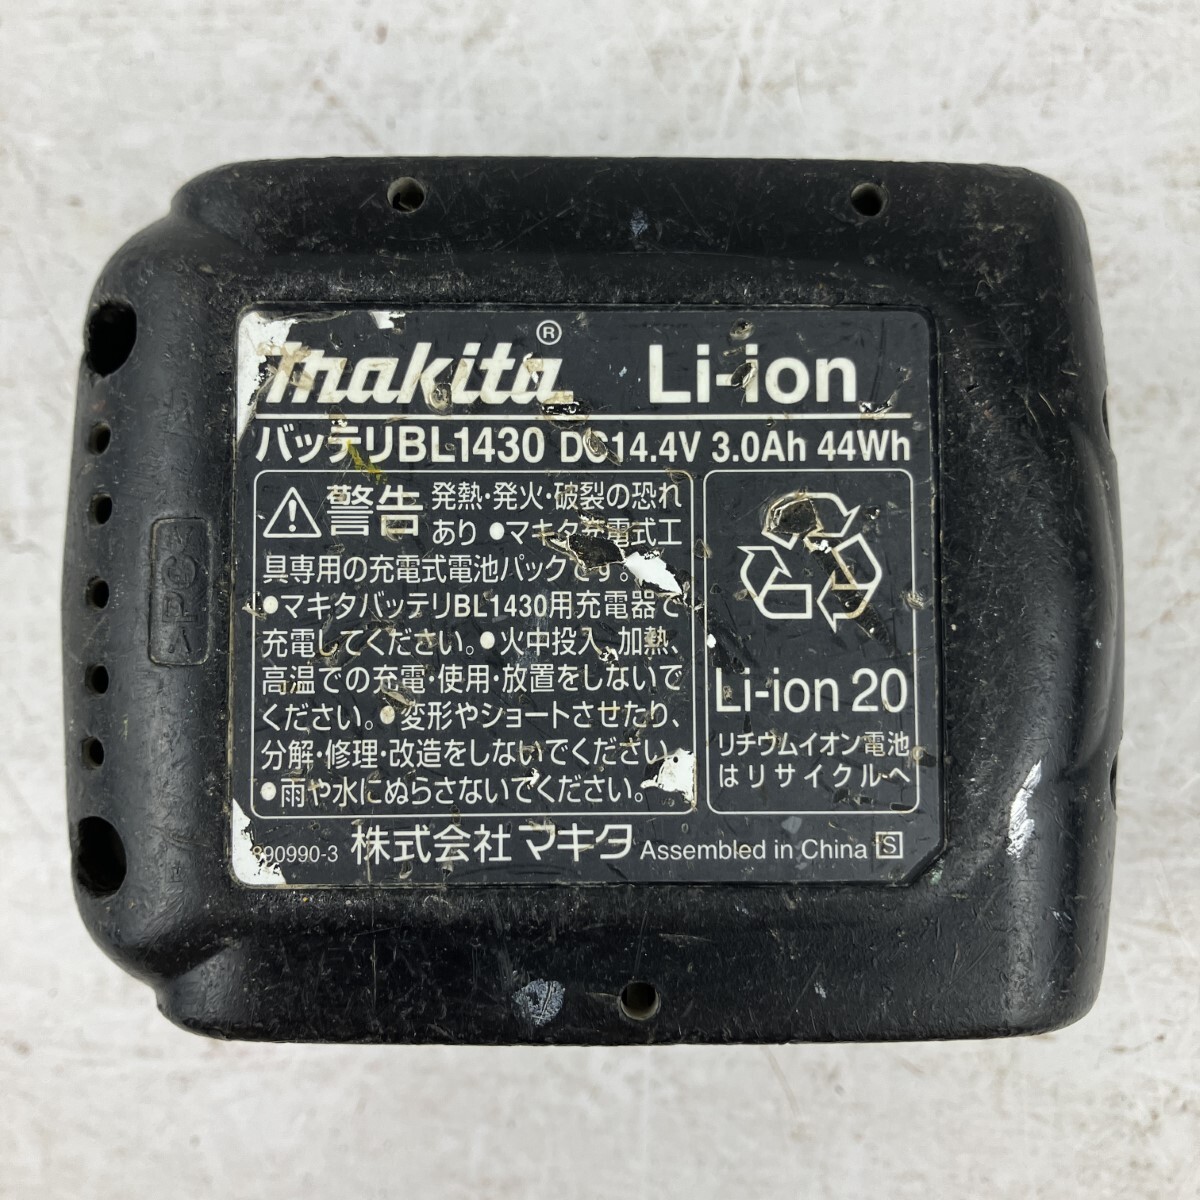 makita® Li-ion
バッテリBL1430 DC14.4V 3.0Ah 44Wh
⚠警告 発熱・発火・破裂の恐れ
あり ●マキタ充電式工
具専用の充電式電池パックです。
●マキタバッテリBL1430用充電器で
充電してください。●火中投入、加熱、
高温での充電・使用・放置をしないで
ください。●変形やショートさせたり、
分解・修理・改造をしないでください。
●雨や水にぬらさないでください。
Li-ion 20
リチウムイオン電池
はリサイクルへ
890990-3 株式会社マキタ Assembled in China S